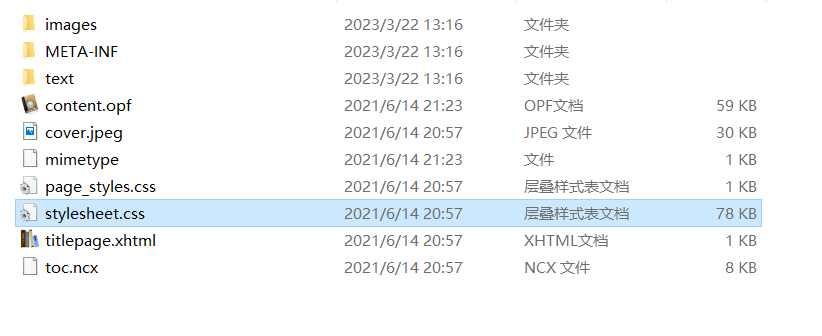 images 2023/3/22 13:16 文件夹
META-INF 2023/3/22 13:16 文件夹
text 2023/3/22 13:16 文件夹
content.opf 2021/6/14 21:23 OPF文档 59 KB
cover.jpeg 2021/6/14 20:57 JPEG 文件 30 KB
mimetype 2021/6/14 21:23 文件 1 KB
page_styles.css 2021/6/14 20:57 层叠样式表文档 1 KB
stylesheet.css 2021/6/14 20:57 层叠样式表文档 78 KB
titlepage.xhtml 2021/6/14 20:57 XHTML文档 1 KB
toc.ncx 2021/6/14 20:57 NCX 文件 8 KB